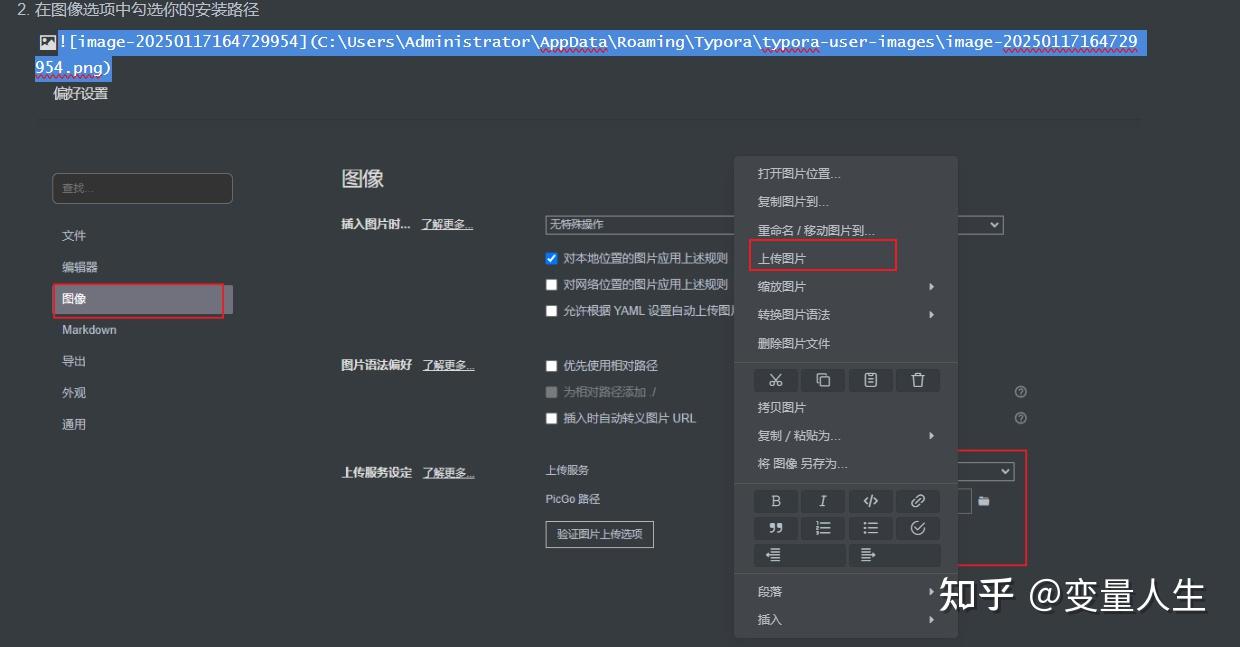 2. 在图像选项中勾选你的安装路径
![image-20250117164729954](C:\Users\Administrator\AppData\Roaming\Typora\typora-user-images\image-20250117164729
954.png)
偏好设置
查找...
文件
编辑器
图像
Markdown
导出
外观
通用
图像
插入图片时... 了解更多...
无特殊操作
对本地位置的图片应用上述规则
对网络位置的图片应用上述规则
允许根据 YAML 设置自动上传图片
图片语法偏好 了解更多...
优先使用相对路径
为相对路径添加 ./
插入时自动转义图片 URL
上传服务设定 了解更多...
上传服务
PicGo 路径
验证图片上传选项
打开图片位置...
复制图片到...
重命名 / 移动图片到...
上传图片
缩放图片
转换图片语法
删除图片文件
拷贝图片
复制 / 粘贴为...
将 图像 另存为...
B I </>
段落
插入
知乎 @变量人生